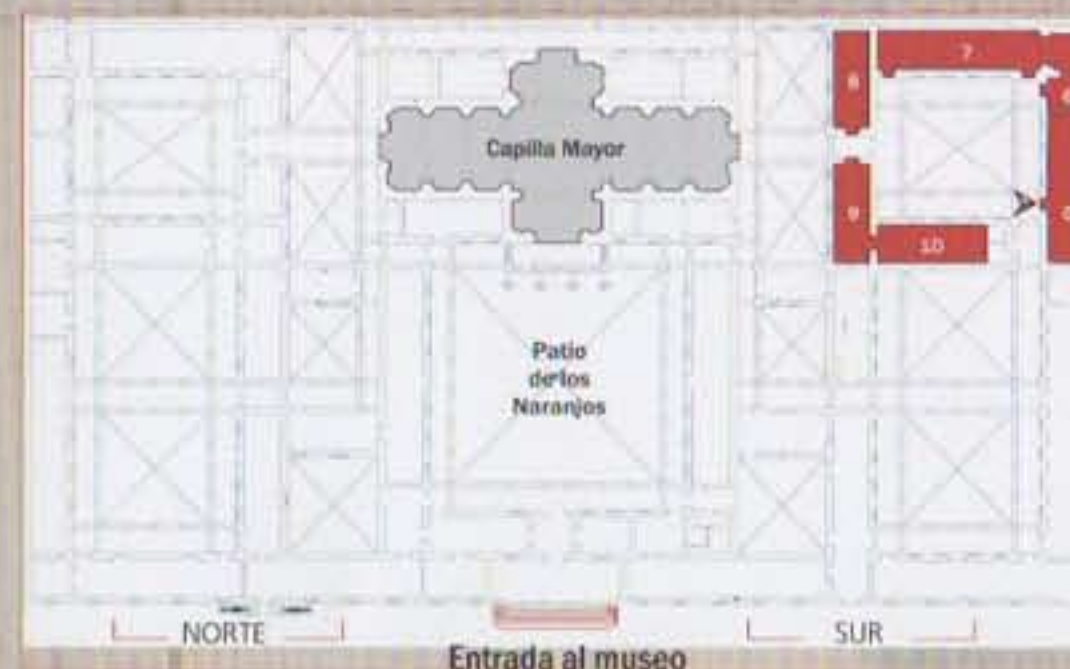 7
8
Capilla Mayor
9
10
Patio
de los
Naranjos
NORTE
SUR
Entrada al museo